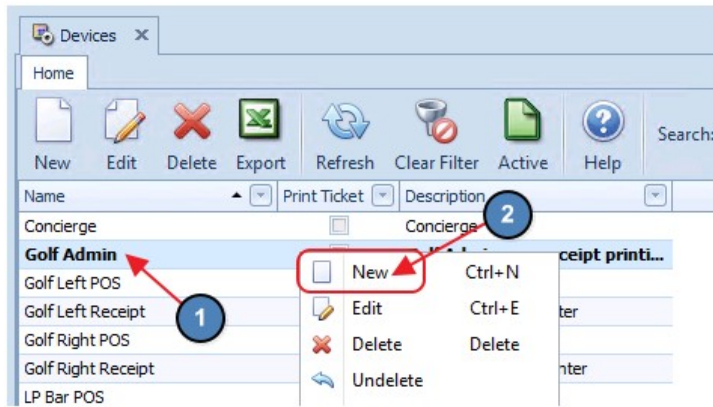 Devices
Home
New Edit Delete Export Refresh Clear Filter Active Help Search:
Name Print Ticket Description
Concierge Concierge
2
Golf Admin ceipt printi...
New Ctrl+N
Golf Left POS
Edit Ctrl+E
Golf Left Receipt ter
1
Golf Right POS
Delete Delete
Golf Right Receipt nter
Undelete
LP Bar POS